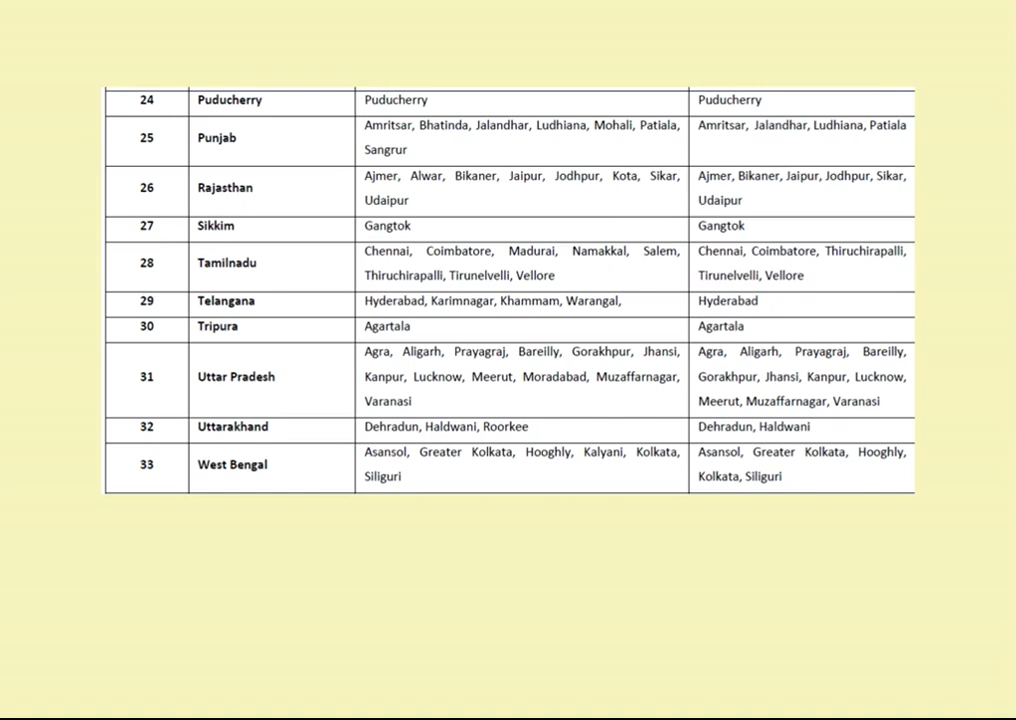 24 Puducherry Puducherry Puducherry
25 Punjab Amritsar, Bhatinda, Jalandhar, Ludhiana, Mohali, Patiala, Sangrur Amritsar, Jalandhar, Ludhiana, Patiala
26 Rajasthan Ajmer, Alwar, Bikaner, Jaipur, Jodhpur, Kota, Sikar, Udaipur Ajmer, Bikaner, Jaipur, Jodhpur, Sikar, Udaipur
27 Sikkim Gangtok Gangtok
28 Tamilnadu Chennai, Coimbatore, Madurai, Namakkal, Salem, Thiruchirapalli, Tirunelvelli, Vellore Chennai, Coimbatore, Thiruchirapalli, Tirunelvelli, Vellore
29 Telangana Hyderabad, Karimnagar, Khammam, Warangal, Hyderabad
30 Tripura Agartala Agartala
31 Uttar Pradesh Agra, Aligarh, Prayagraj, Bareilly, Gorakhpur, Jhansi, Kanpur, Lucknow, Meerut, Moradabad, Muzaffarnagar, Varanasi Agra, Aligarh, Prayagraj, Bareilly, Gorakhpur, Jhansi, Kanpur, Lucknow, Meerut, Muzaffarnagar, Varanasi
32 Uttarakhand Dehradun, Haldwani, Roorkee Dehradun, Haldwani
33 West Bengal Asansol, Greater Kolkata, Hooghly, Kalyani, Kolkata, Siliguri Asansol, Greater Kolkata, Hooghly, Kolkata, Siliguri